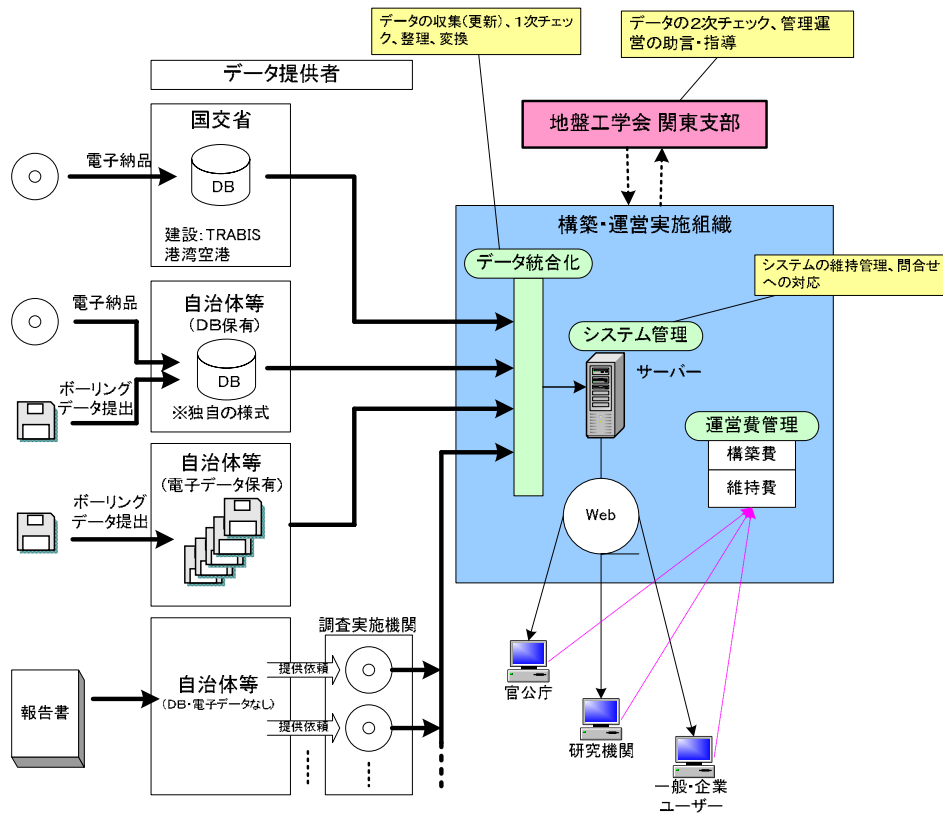 データの収集(更新)、1次チェッ
ク、整理、変換
データの2次チェック、管理運
営の助言・指導
データ提供者
地盤工学会 関東支部
国交省
電子納品
DB
建設:TRABIS
港湾空港
構築・運営実施組織
データ統合化
システムの維持管理、問合せ
への対応
電子納品
自治体等
(DB保有)
DB
※独自の様式
ボーリング
データ提出
システム管理
サーバー
運営費管理
構築費
維持費
自治体等
(電子データ保有)
ボーリング
データ提出
Web
調査実施機関
報告書
自治体等
(DB・電子データなし)
提供依頼
提供依頼
官公庁
研究機関
一般・企業
ユーザー